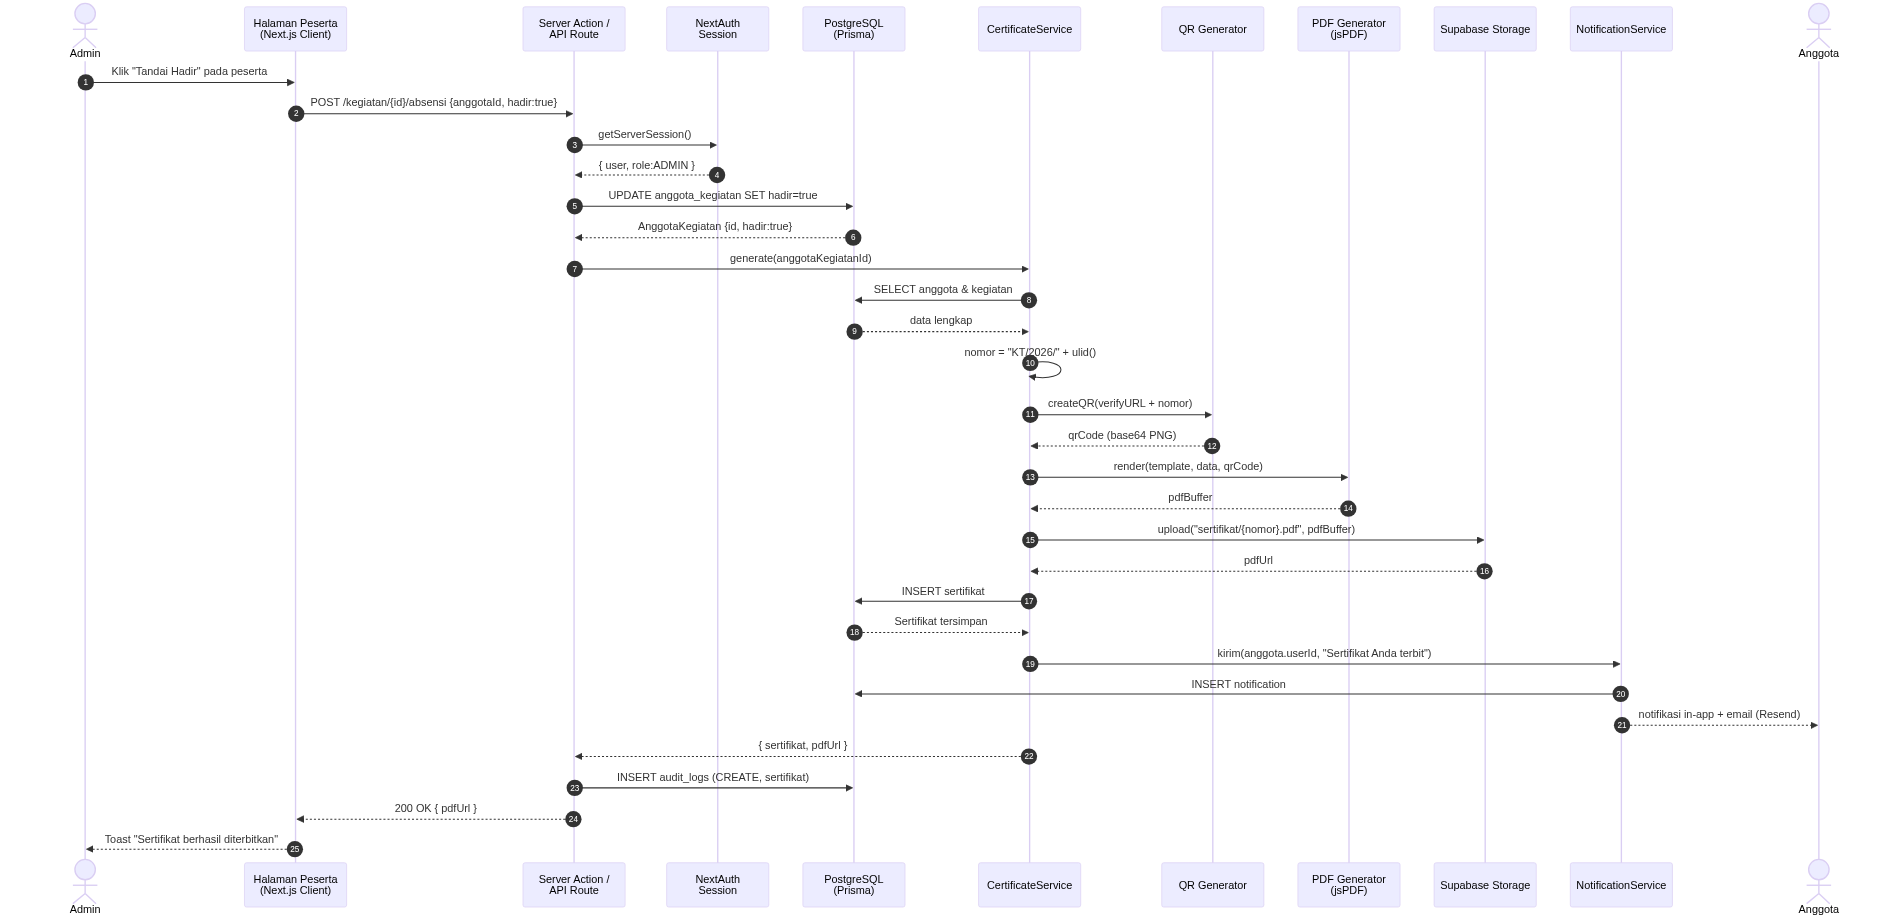 Admin
Halaman Peserta
(Next.js Client)
Server Action /
API Route
NextAuth
Session
PostgreSQL
(Prisma)
CertificateService
QR Generator
PDF Generator
(jsPDF)
Supabase Storage
NotificationService
Anggota
Klik "Tandai Hadir" pada peserta
1
POST /kegiatan/{id}/absensi {anggotaId, hadir:true}
2
getServerSession()
3
{ user, role:ADMIN }
4
UPDATE anggota_kegiatan SET hadir=true
5
AnggotaKegiatan {id, hadir:true}
6
generate(anggotaKegiatanId)
7
SELECT anggota & kegiatan
8
data lengkap
9
nomor = "KT/2026/" + ulid()
10
createQR(verifyURL + nomor)
11
qrCode (base64 PNG)
12
render(template, data, qrCode)
13
pdfBuffer
14
upload("sertifikat/{nomor}.pdf", pdfBuffer)
15
pdfUrl
16
INSERT sertifikat
17
Sertifikat tersimpan
18
kirim(anggota.userId, "Sertifikat Anda terbit")
19
INSERT notification
20
notifikasi in-app + email (Resend)
21
{ sertifikat, pdfUrl }
22
INSERT audit_logs (CREATE, sertifikat)
23
200 OK { pdfUrl }
24
Toast "Sertifikat berhasil diterbitkan"
25
Admin
Halaman Peserta
(Next.js Client)
Server Action /
API Route
NextAuth
Session
PostgreSQL
(Prisma)
CertificateService
QR Generator
PDF Generator
(jsPDF)
Supabase Storage
NotificationService
Anggota